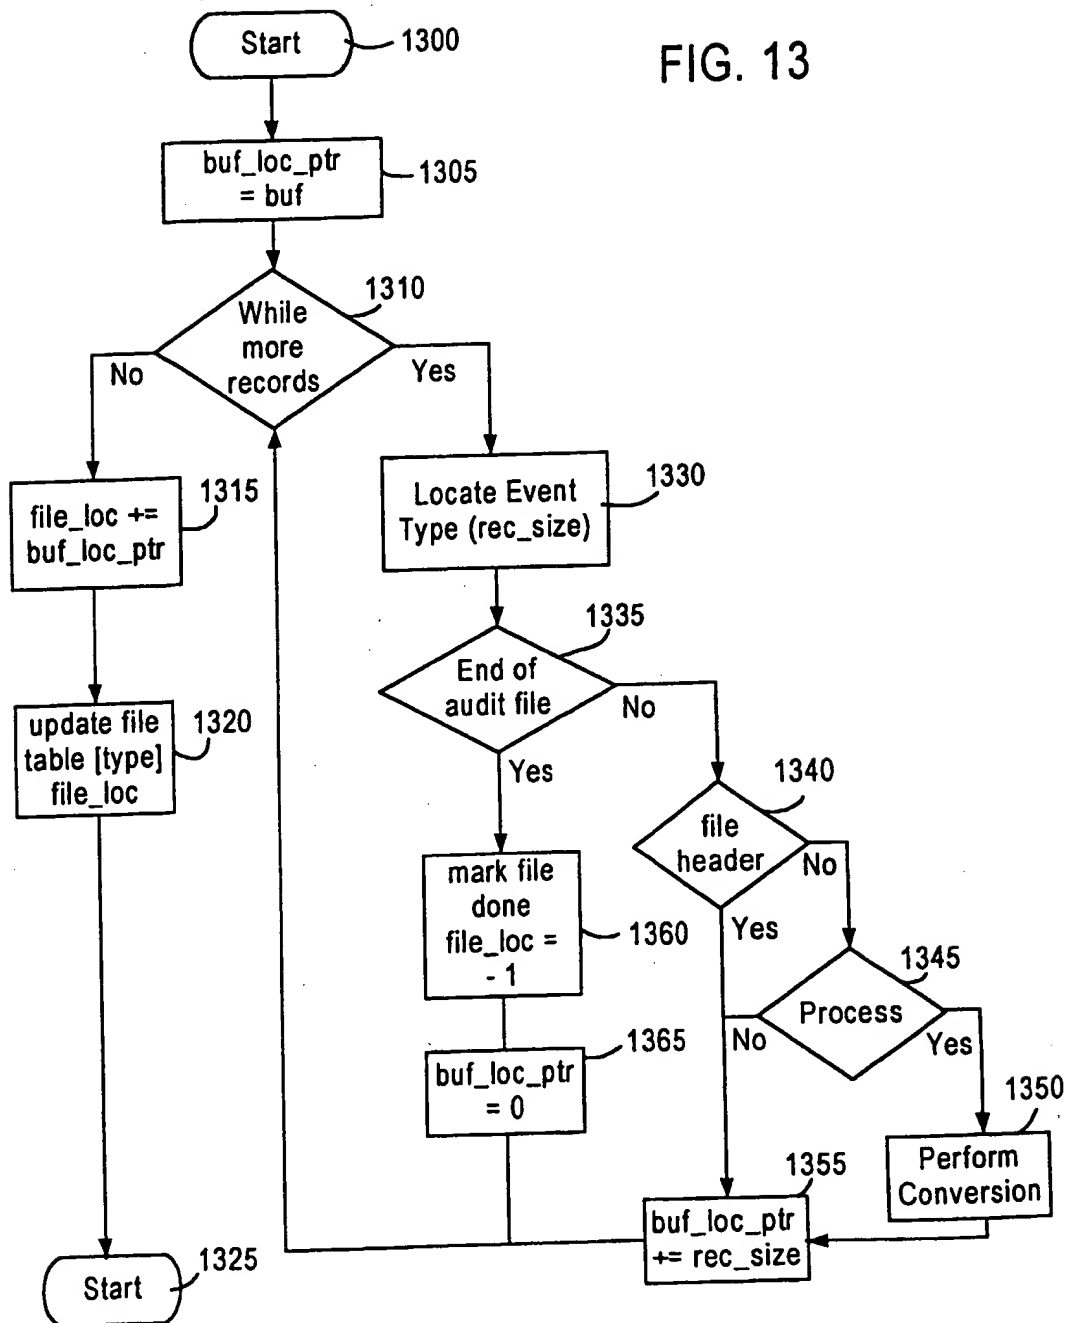 FIG. 13
Start
1300
buf_loc_ptr
= buf
1305
While
more
records
1310
No
Yes
file_loc +=
buf_loc_ptr
1315
update file
table [type]
file_loc
1320
Start
1325
Locate Event
Type (rec_size)
1330
End of
audit file
1335
No
Yes
file
header
1340
No
Yes
Process
1345
No
Yes
Perform
Conversion
1350
buf_loc_ptr
+= rec_size
1355
mark file
done
file_loc =
- 1
1360
buf_loc_ptr
= 0
1365